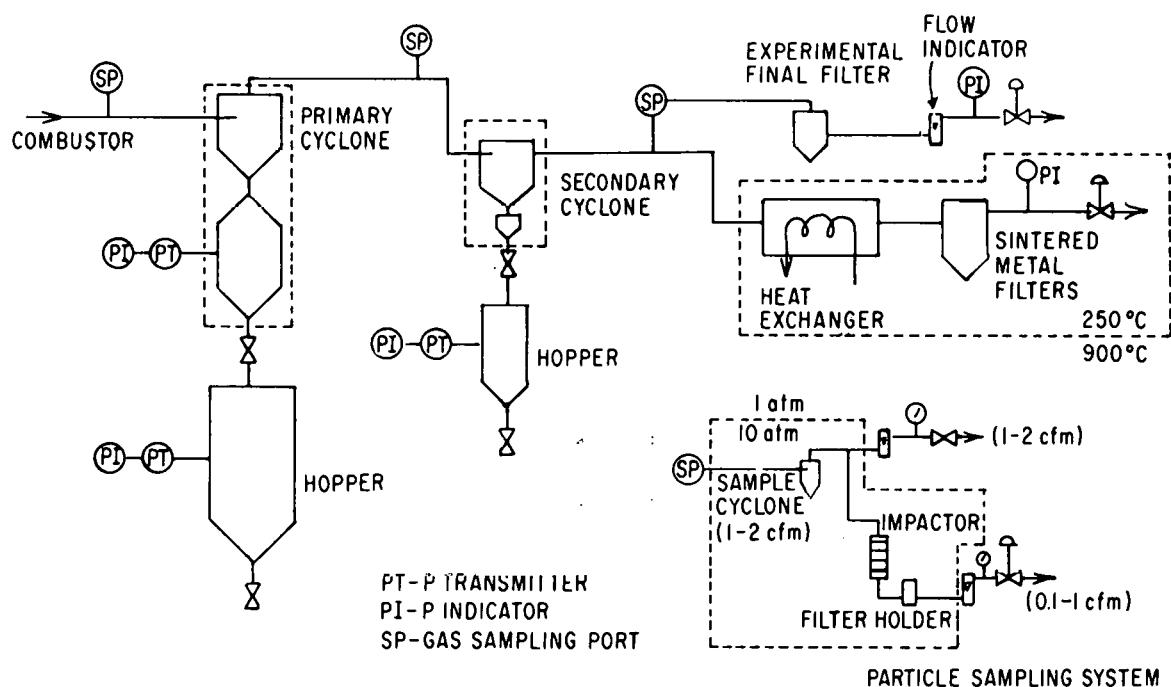 SP
COMBUSTOR
PRIMARY
CYCLONE
PI
PT
PI
PT
HOPPER
SP
SECONDARY
CYCLONE
PI
PT
HOPPER
SP
EXPERIMENTAL
FINAL FILTER
FLOW
INDICATOR
PI
PI
HEAT
EXCHANGER
SINTERED
METAL
FILTERS
250°C
900°C
1 atm
10 atm
SP
SAMPLE
CYCLONE
(1-2 cfm)
(1-2 cfm)
IMPACTOR
FILTER HOLDER
(0.1-1 cfm)
PT-P TRANSMITTER
PI-P INDICATOR
SP-GAS SAMPLING PORT
PARTICLE SAMPLING SYSTEM